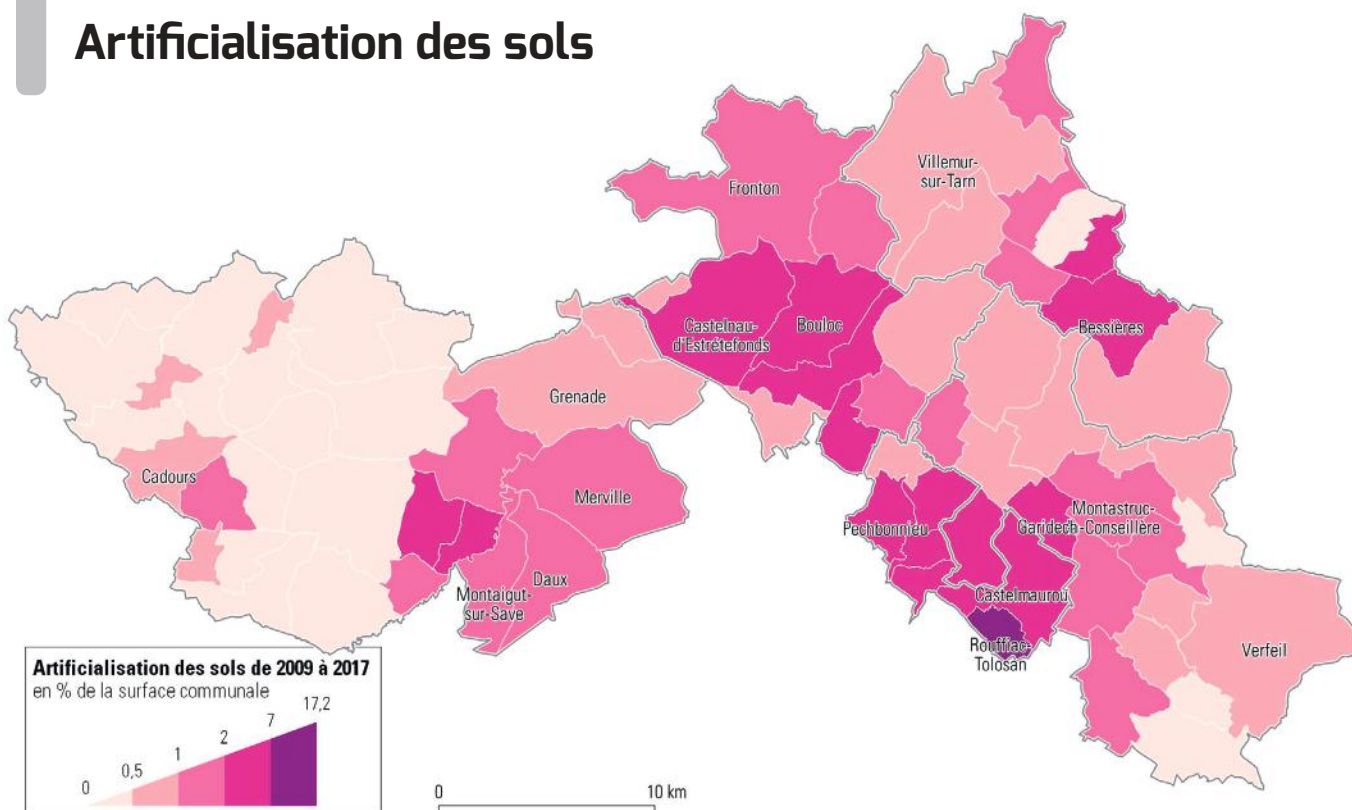 Artificialisation des sols
Villemur-
sur-Tarn
Fronton
Castelnau-
d'Estrétefonds
Bouloc
Bessières
Grenade
Cadours
Merville
Pechbonnieu
Montastruc-
Garidech-Conseillère
Daux
Montaigut-
sur-Save
Castelmaurou
Rouffiac-
Tolosan
Verfeil
Artificialisation des sols de 2009 à 2017
en % de la surface communale
0
0,5
1
2
7
17,2
0
10 km